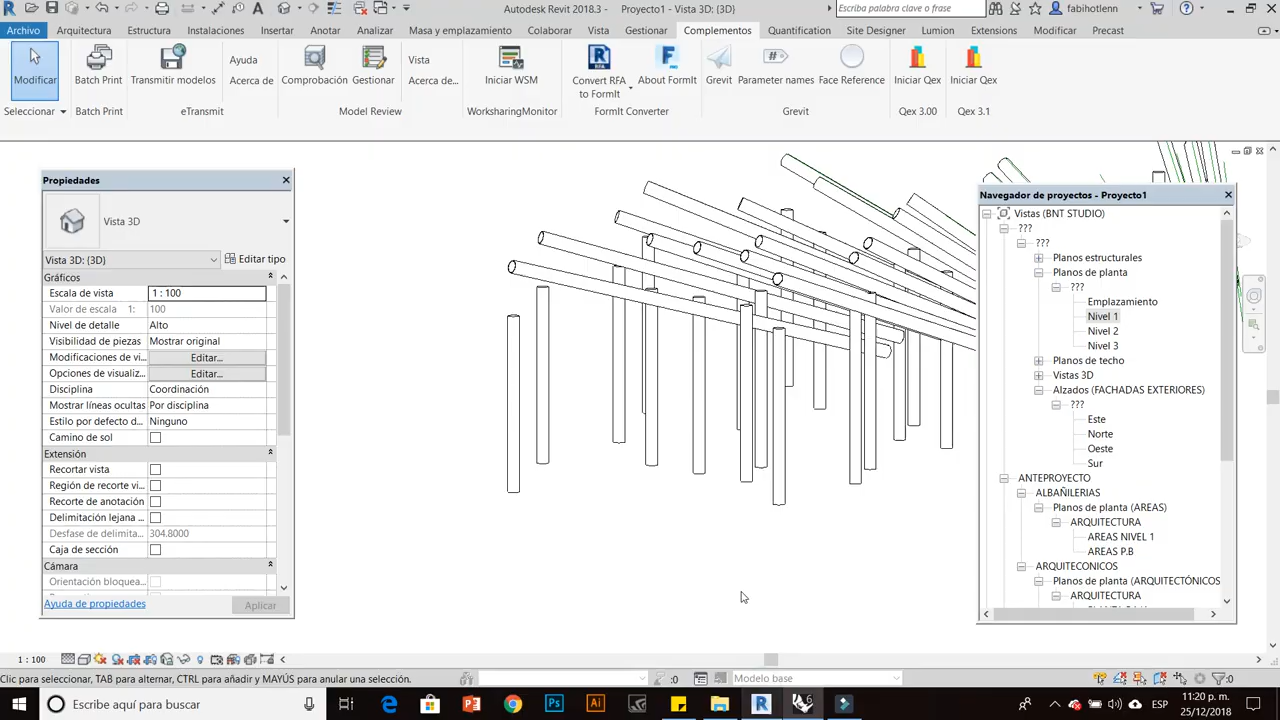 Autodesk Revit 2018.3 - Proyecto1 - Vista 3D: {3D}
Escriba palabra clave o frase
fabihotlenn
Archivo Arquitectura Estructura Instalaciones Insertar Anotar Analizar Masa y emplazamiento Colaborar Vista Gestionar Complementos Quantification Site Designer Lumion Extensions Modificar Precast
Modificar Batch Print Transmitir modelos Ayuda Acerca de Comprobación Gestionar Vista Acerca de... Iniciar WSM Convert RFA to FormIt About FormIt Grevit Parameter names Face Reference Iniciar Qex Iniciar Qex
Seleccionar Batch Print eTransmit Model Review WorksharingMonitor FormIt Converter Grevit Qex 3.00 Qex 3.1
Propiedades
Vista 3D
Vista 3D: {3D} Editar tipo
Gráficos
Escala de vista 1 : 100
Valor de escala 1: 100
Nivel de detalle Alto
Visibilidad de piezas Mostrar original
Modificaciones de vi... Editar...
Opciones de visualiz... Editar...
Disciplina Coordinación
Mostrar líneas ocultas Por disciplina
Estilo por defecto d... Ninguno
Camino de sol
Extensión
Recortar vista
Región de recorte vi...
Recorte de anotación
Delimitación lejana ...
Desfase de delimita... 304.8000
Caja de sección
Cámara
Orientación bloquea...
Ayuda de propiedades Aplicar
Navegador de proyectos - Proyecto1
Vistas (BNT STUDIO)
???
???
Planos estructurales
Planos de planta
???
Emplazamiento
Nivel 1
Nivel 2
Nivel 3
Planos de techo
Vistas 3D
Alzados (FACHADAS EXTERIORES)
???
Este
Norte
Oeste
Sur
ANTEPROYECTO
ALBAÑILERIAS
Planos de planta (AREAS)
ARQUITECTURA
AREAS NIVEL 1
AREAS P.B
ARQUITECONICOS
Planos de planta (ARQUITECTÓNICOS
ARQUITECTURA
1 : 100
Clic para seleccionar, TAB para alternar, CTRL para añadir y MAYÚS para anular una selección.
:0
Modelo base
:0
Escribe aquí para buscar
ESP
11:20 p. m.
25/12/2018